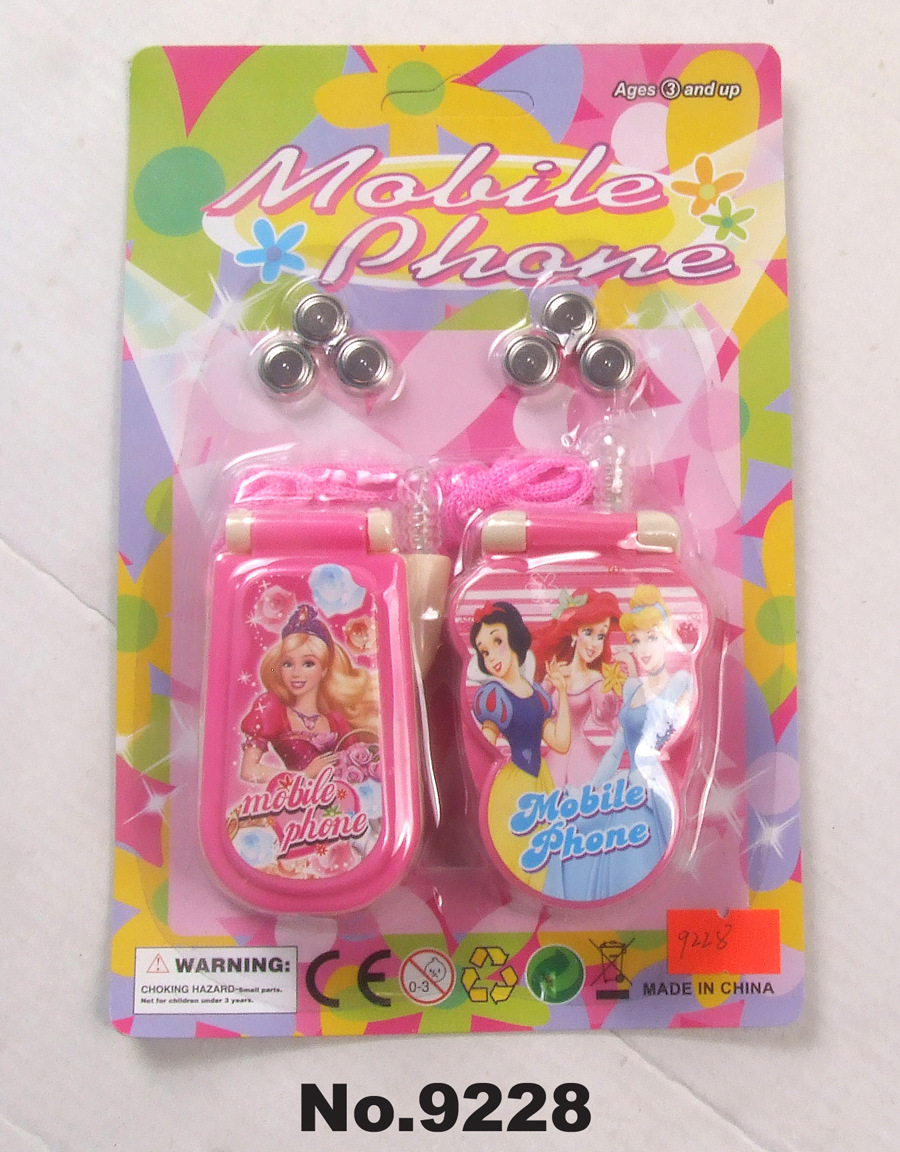 Ages 3 and up
Mobile
Phone
mobile
phone
Mobile
Phone
9228
WARNING:
CHOKING HAZARD-Small parts.
Not for children under 3 years.
CE
0-3
MADE IN CHINA
No.9228